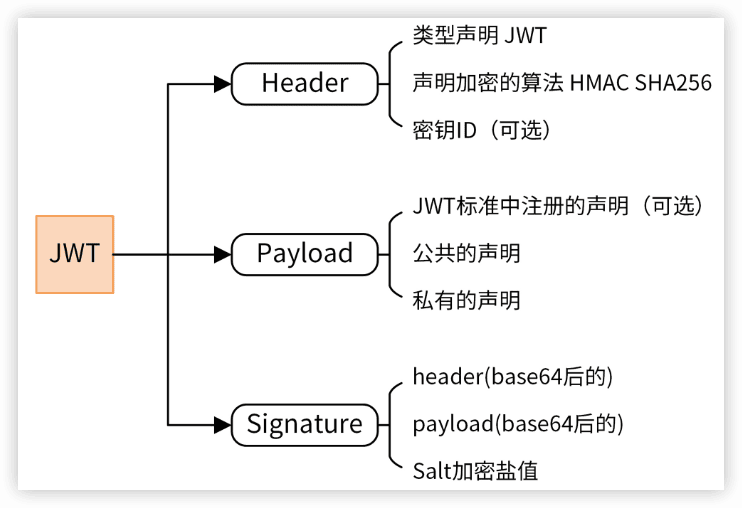 JWT
Header
类型声明 JWT
声明加密的算法 HMAC SHA256
密钥ID（可选）
Payload
JWT标准中注册的声明（可选）
公共的声明
私有的声明
Signature
header(base64后的)
payload(base64后的)
Salt加密盐值